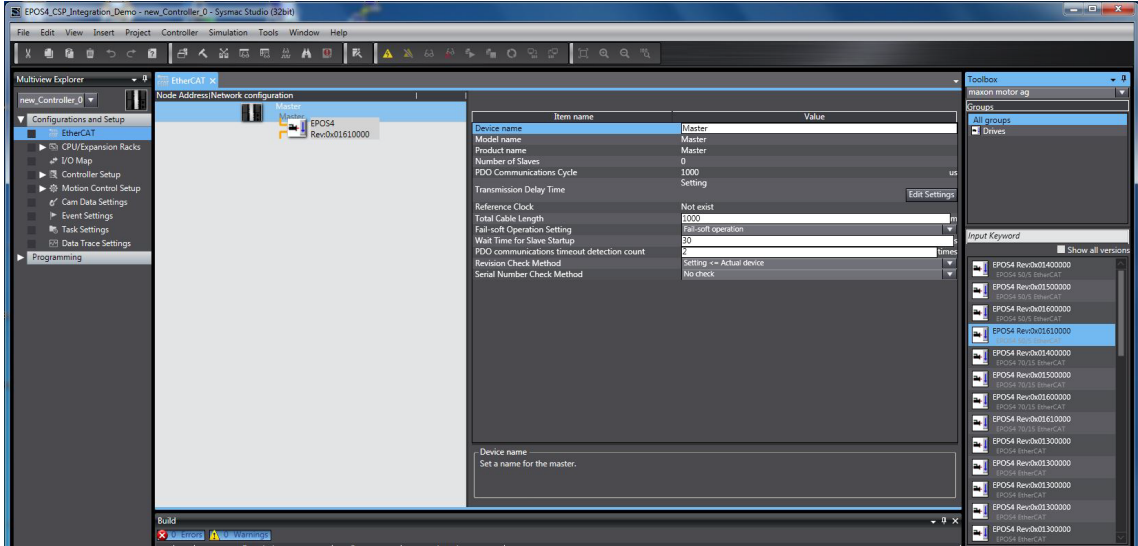 EPOS4_CSP_Integration_Demo - new_Controller_0 - Sysmac Studio (32bit)
File Edit View Insert Project Controller Simulation Tools Window Help
Multiview Explorer
new_Controller_0
Configurations and Setup
EtherCAT
CPU/Expansion Racks
I/O Map
Controller Setup
Motion Control Setup
Cam Data Settings
Event Settings
Task Settings
Data Trace Settings
Programming
EtherCAT
Node Address|Network configuration
Master
Master
EPOS4
Rev:0x01610000
Item name Value
Device name Master
Model name Master
Product name Master
Number of Slaves 0
PDO Communications Cycle 1000 us
Transmission Delay Time Setting
Edit Settings
Reference Clock Not exist
Total Cable Length 1000 m
Fail-soft Operation Setting Fail-soft operation
Wait Time for Slave Startup 30 s
PDO communications timeout detection count 2 times
Revision Check Method Setting <= Actual device
Serial Number Check Method No check
Device name
Set a name for the master.
Build
0 Errors 0 Warnings
Toolbox
maxon motor ag
Groups
All groups
Drives
Input Keyword
Show all versions
EPOS4 Rev:0x01400000
EPOS4 50/5 EtherCAT
EPOS4 Rev:0x01500000
EPOS4 50/5 EtherCAT
EPOS4 Rev:0x01600000
EPOS4 50/5 EtherCAT
EPOS4 Rev:0x01610000
EPOS4 Rev:0x01400000
EPOS4 70/15 EtherCAT
EPOS4 Rev:0x01500000
EPOS4 70/15 EtherCAT
EPOS4 Rev:0x01600000
EPOS4 70/15 EtherCAT
EPOS4 Rev:0x01610000
EPOS4 70/15 EtherCAT
EPOS4 Rev:0x01300000
EPOS4 EtherCAT
EPOS4 Rev:0x01300000
EPOS4 EtherCAT
EPOS4 Rev:0x01300000
EPOS4 EtherCAT
EPOS4 Rev:0x01300000
EPOS4 EtherCAT
EPOS4 Rev:0x01300000
EPOS4 EtherCAT